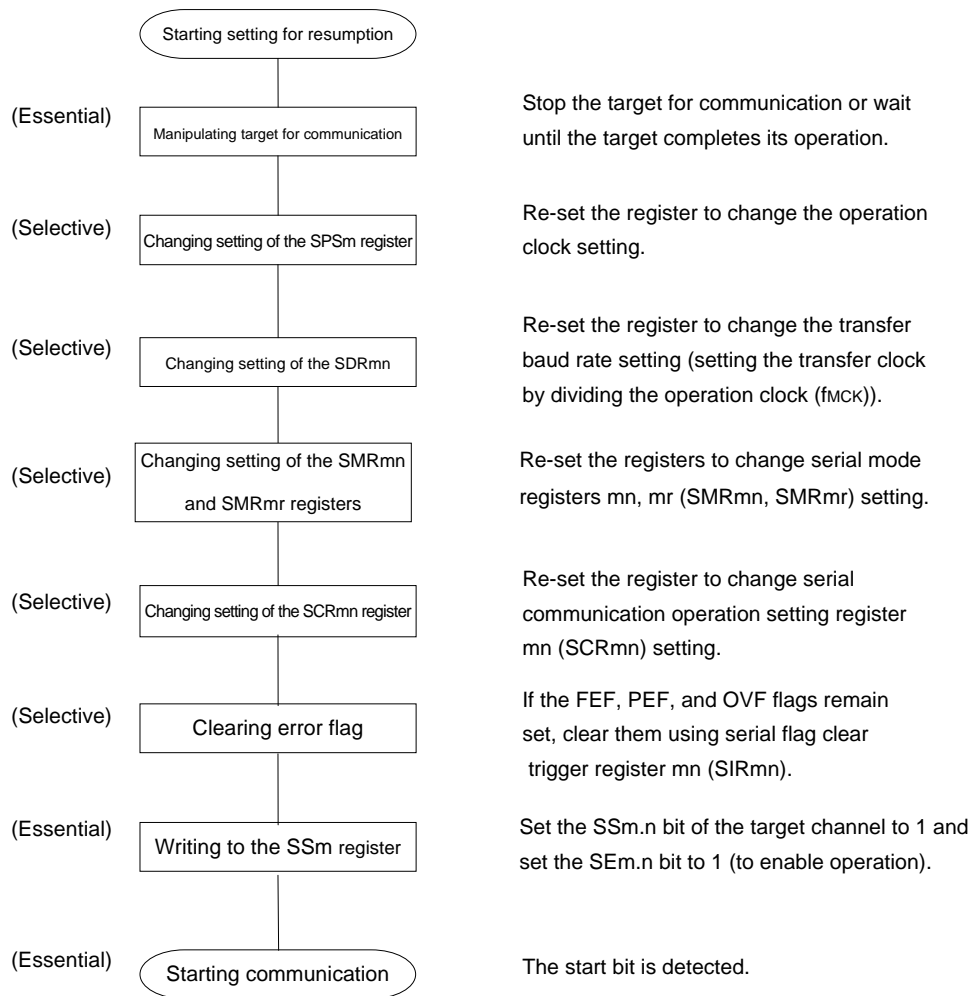 Starting setting for resumption
(Essential)
Manipulating target for communication
Stop the target for communication or wait
until the target completes its operation.
(Selective)
Changing setting of the SPSm register
Re-set the register to change the operation
clock setting.
(Selective)
Changing setting of the SDRmn
Re-set the register to change the transfer
baud rate setting (setting the transfer clock
by dividing the operation clock (fMCK)).
(Selective)
Changing setting of the SMRmn
and SMRmr registers
Re-set the registers to change serial mode
registers mn, mr (SMRmn, SMRmr) setting.
(Selective)
Changing setting of the SCRmn register
Re-set the register to change serial
communication operation setting register
mn (SCRmn) setting.
(Selective)
Clearing error flag
If the FEF, PEF, and OVF flags remain
set, clear them using serial flag clear
trigger register mn (SIRmn).
(Essential)
Writing to the SSm register
Set the SSm.n bit of the target channel to 1 and
set the SEm.n bit to 1 (to enable operation).
(Essential)
Starting communication
The start bit is detected.